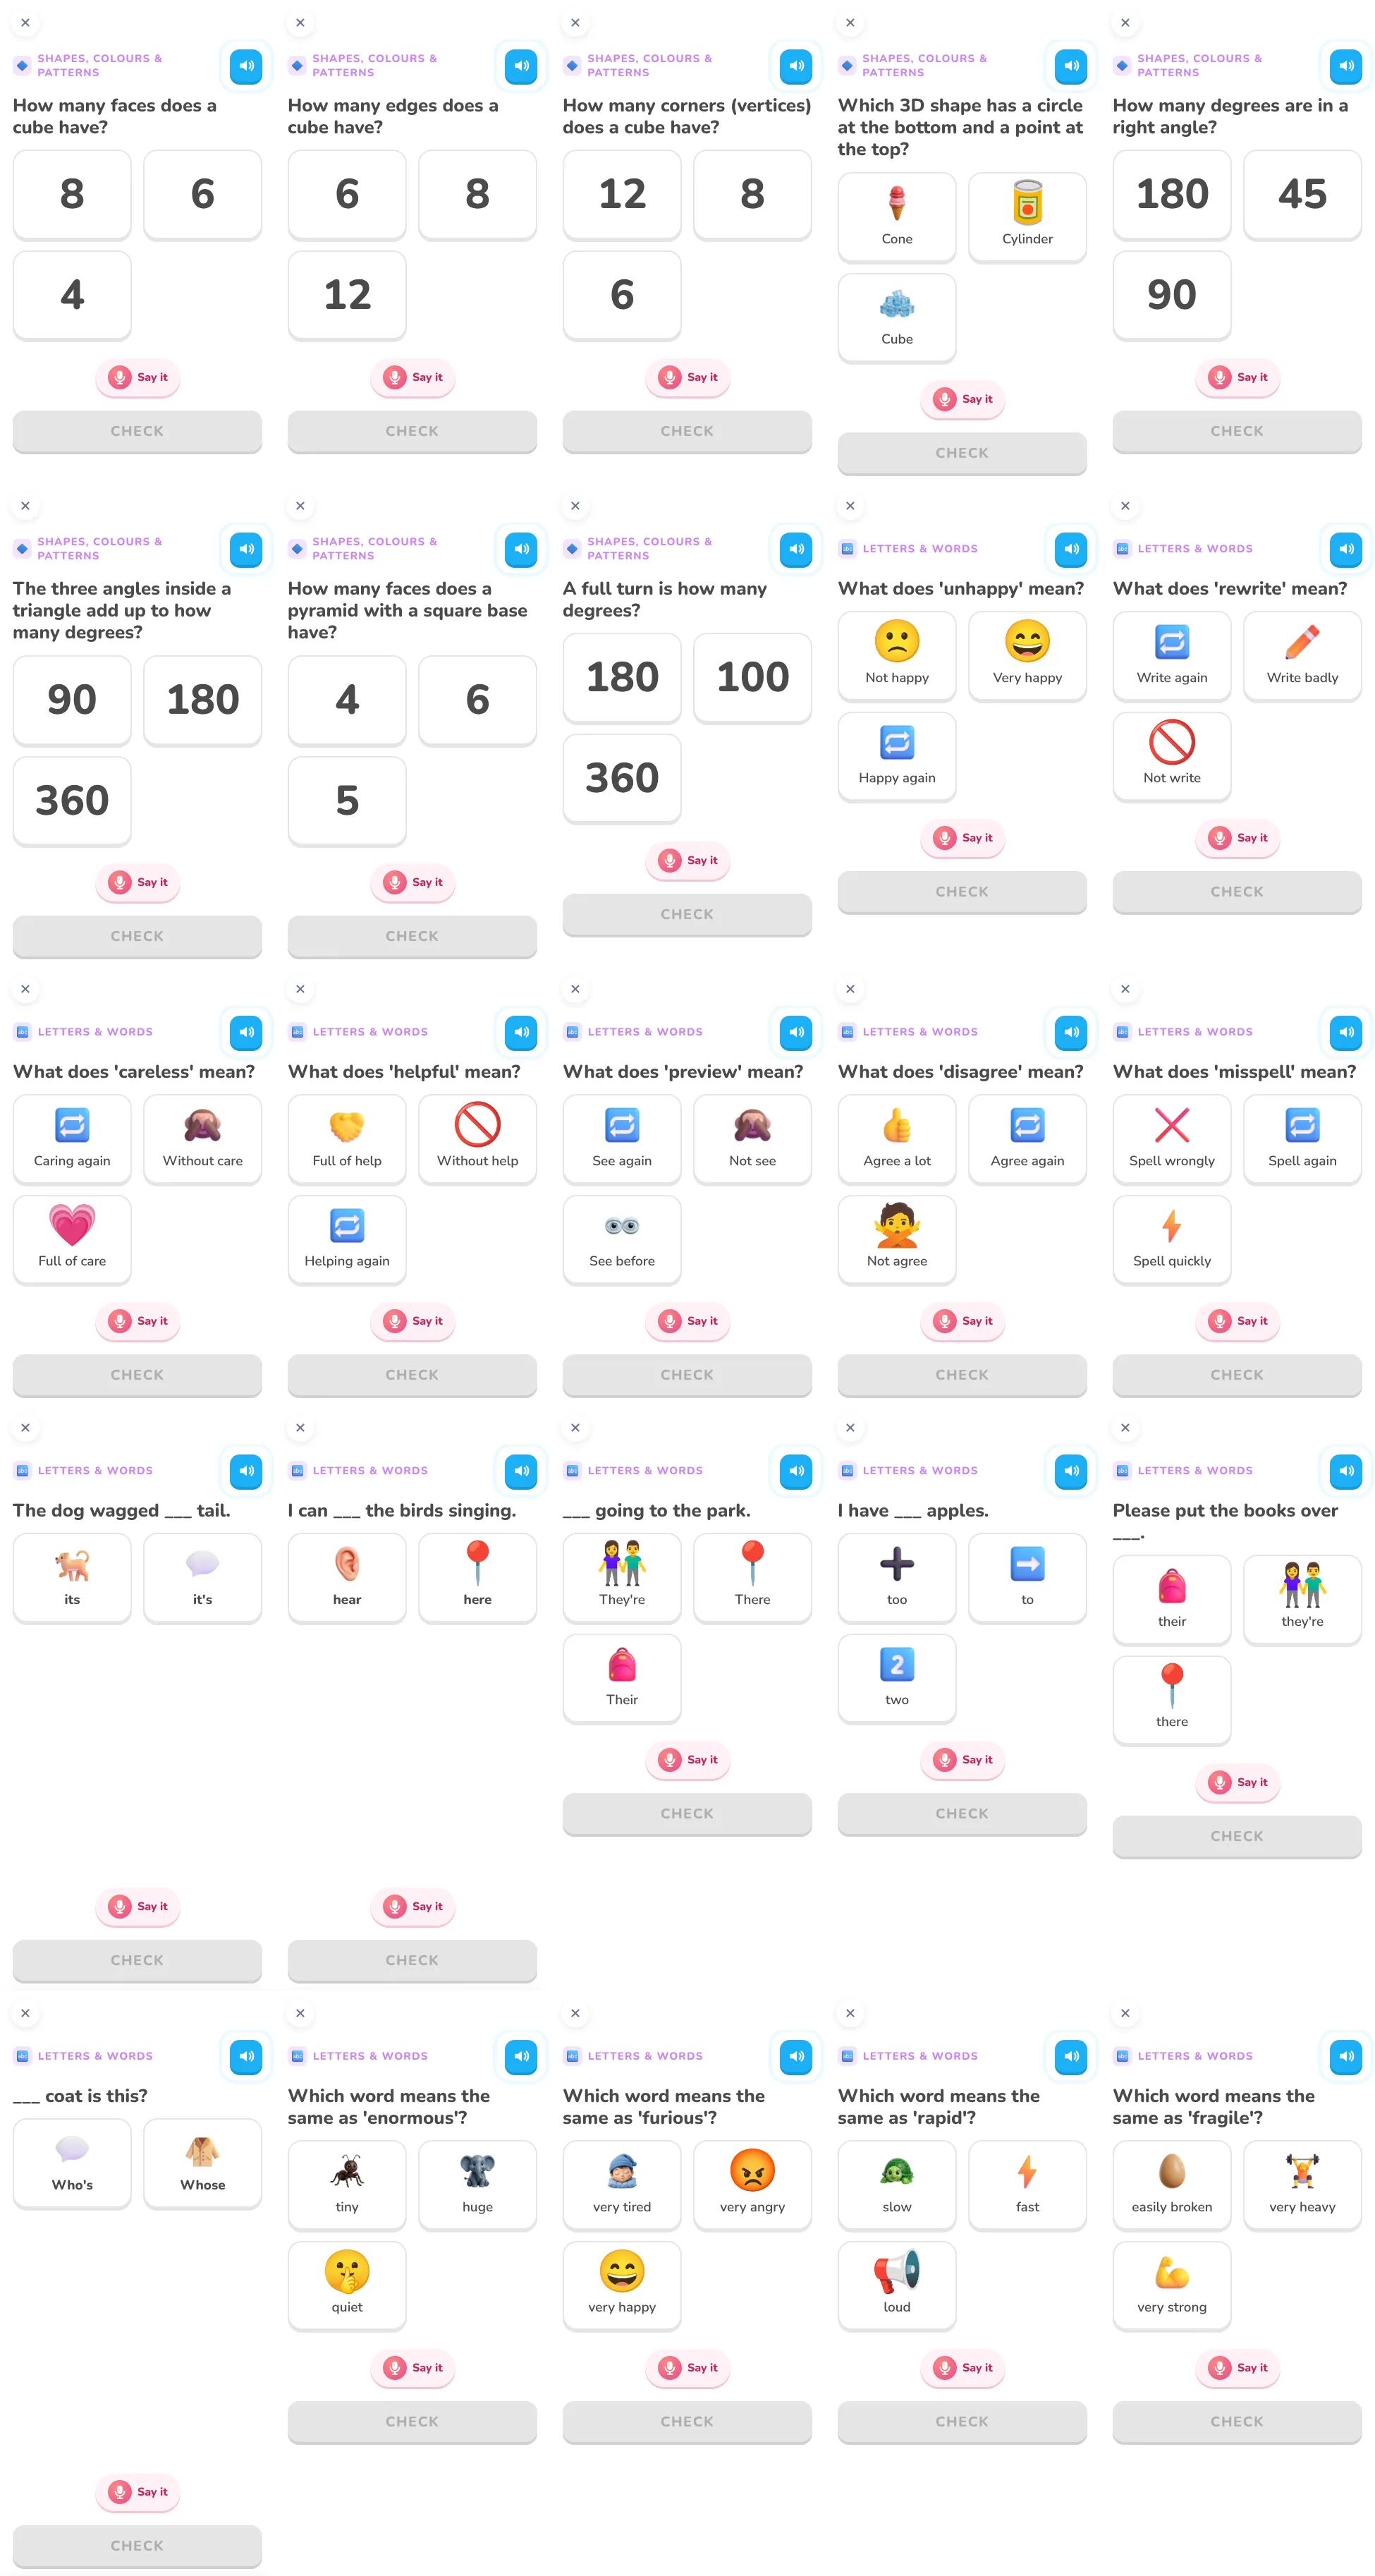 SHAPES, COLOURS &
PATTERNS
How many faces does a
cube have?
8
6
4
Say it
CHECK
SHAPES, COLOURS &
PATTERNS
How many edges does a
cube have?
6
8
12
Say it
CHECK
SHAPES, COLOURS &
PATTERNS
How many corners (vertices)
does a cube have?
12
8
6
Say it
CHECK
SHAPES, COLOURS &
PATTERNS
Which 3D shape has a circle
at the bottom and a point at
the top?
Cone
Cylinder
Cube
Say it
CHECK
SHAPES, COLOURS &
PATTERNS
How many degrees are in a
right angle?
180
45
90
Say it
CHECK
SHAPES, COLOURS &
PATTERNS
The three angles inside a
triangle add up to how
many degrees?
90
180
360
Say it
CHECK
SHAPES, COLOURS &
PATTERNS
How many faces does a
pyramid with a square base
have?
4
6
5
Say it
CHECK
SHAPES, COLOURS &
PATTERNS
A full turn is how many
degrees?
180
100
360
Say it
CHECK
abc LETTERS & WORDS
What does 'unhappy' mean?
Not happy
Very happy
Happy again
Say it
CHECK
abc LETTERS & WORDS
What does 'rewrite' mean?
Write again
Write badly
Not write
Say it
CHECK
abc LETTERS & WORDS
What does 'careless' mean?
Caring again
Without care
Full of care
Say it
CHECK
abc LETTERS & WORDS
What does 'helpful' mean?
Full of help
Without help
Helping again
Say it
CHECK
abc LETTERS & WORDS
What does 'preview' mean?
See again
Not see
See before
Say it
CHECK
abc LETTERS & WORDS
What does 'disagree' mean?
Agree a lot
Agree again
Not agree
Say it
CHECK
abc LETTERS & WORDS
What does 'misspell' mean?
Spell wrongly
Spell again
Spell quickly
Say it
CHECK
abc LETTERS & WORDS
The dog wagged ___ tail.
its
it's
Say it
CHECK
abc LETTERS & WORDS
I can ___ the birds singing.
hear
here
Say it
CHECK
abc LETTERS & WORDS
___ going to the park.
They're
There
Their
Say it
CHECK
abc LETTERS & WORDS
I have ___ apples.
too
to
2
two
Say it
CHECK
abc LETTERS & WORDS
Please put the books over
___.
their
they're
there
Say it
CHECK
abc LETTERS & WORDS
___ coat is this?
Who's
Whose
Say it
CHECK
abc LETTERS & WORDS
Which word means the
same as 'enormous'?
tiny
huge
quiet
Say it
CHECK
abc LETTERS & WORDS
Which word means the
same as 'furious'?
very tired
very angry
very happy
Say it
CHECK
abc LETTERS & WORDS
Which word means the
same as 'rapid'?
slow
fast
loud
Say it
CHECK
abc LETTERS & WORDS
Which word means the
same as 'fragile'?
easily broken
very heavy
very strong
Say it
CHECK